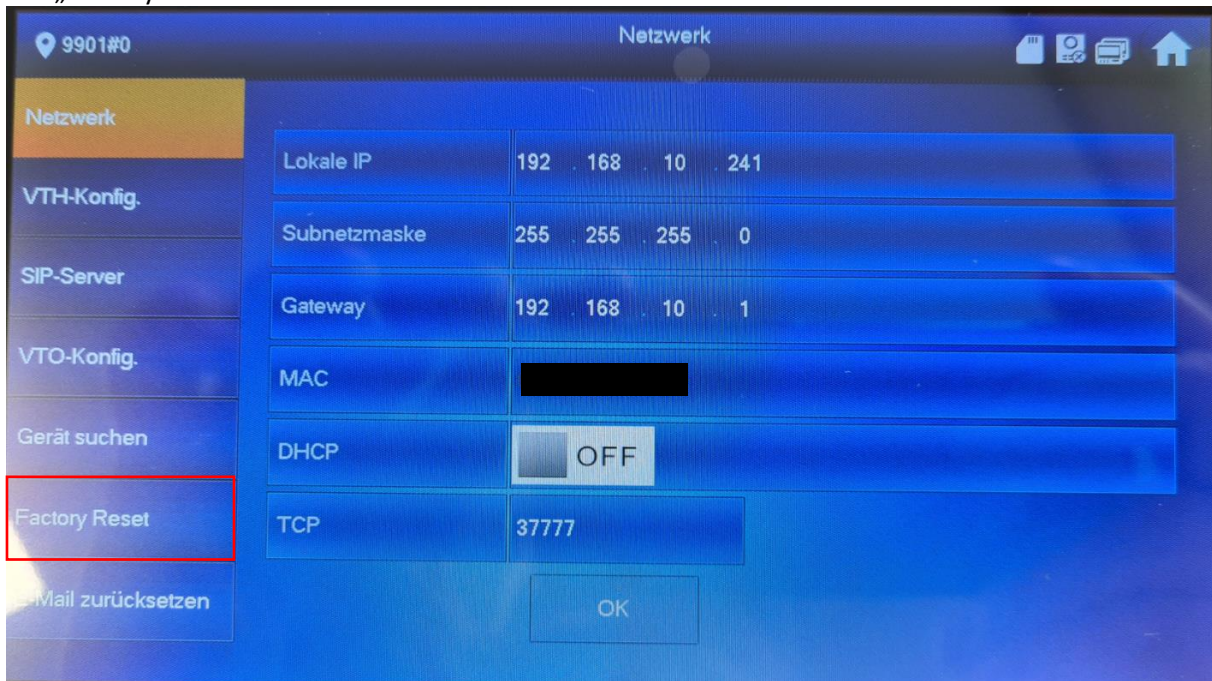 9901#0
Netzwerk
Netzwerk
VTH-Konfig.
SIP-Server
VTO-Konfig.
Gerät suchen
Factory Reset
-Mail zurücksetzen
Lokale IP 192 . 168 . 10 . 241
Subnetzmaske 255 . 255 . 255 . 0
Gateway 192 . 168 . 10 . 1
MAC
DHCP OFF
TCP 37777
OK